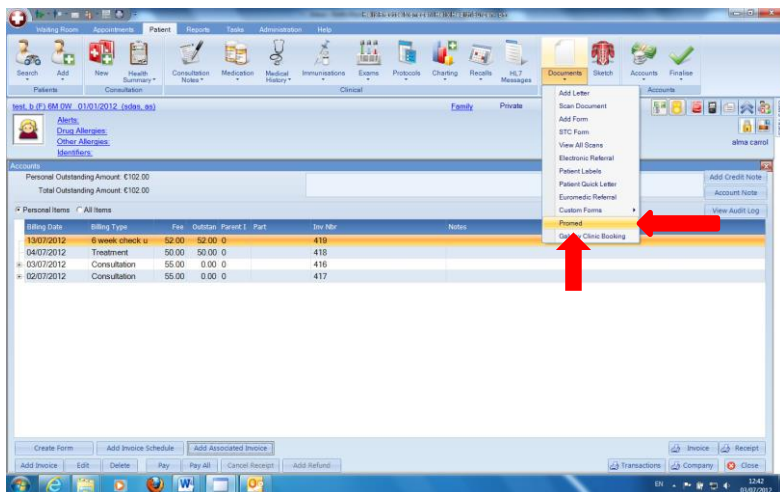 Waiting Room Appointments Patient Reports Tasks Administration Help
Search Add New Health Summary Consultation Notes Medication Medical History Immunisations Exams Protocols Charting Recalls HL7 Messages Documents Sketch Accounts Finalise
Patients Consultation Clinical Accounts
test, b (F) 6M 0W 01/01/2012 (sdas, as) Family Private
Alerts:
Drug Allergies:
Other Allergies:
Identifiers:
alma carrol
Add Letter
Scan Document
Add Form
STC Form
View All Scans
Electronic Referral
Patient Labels
Patient Quick Letter
Euromedic Referral
Custom Forms
Promed
Clinic Booking
Accounts
Personal Outstanding Amount: €102.00 Add Credit Note
Total Outstanding Amount: €102.00 Account Note
Personal Items All Items View Audit Log
Billing Date Billing Type Fee Outstan Parent I Part Inv Nbr Notes
13/07/2012 6 week check u 52.00 52.00 0 419
04/07/2012 Treatment 50.00 50.00 0 418
03/07/2012 Consultation 55.00 0.00 0 416
02/07/2012 Consultation 55.00 0.00 0 417
Create Form Add Invoice Schedule Add Associated Invoice Invoice Receipt
Add Invoice Edit Delete Pay Pay All Cancel Receipt Add Refund Transactions Company Close
EN 12:42
03/07/2012